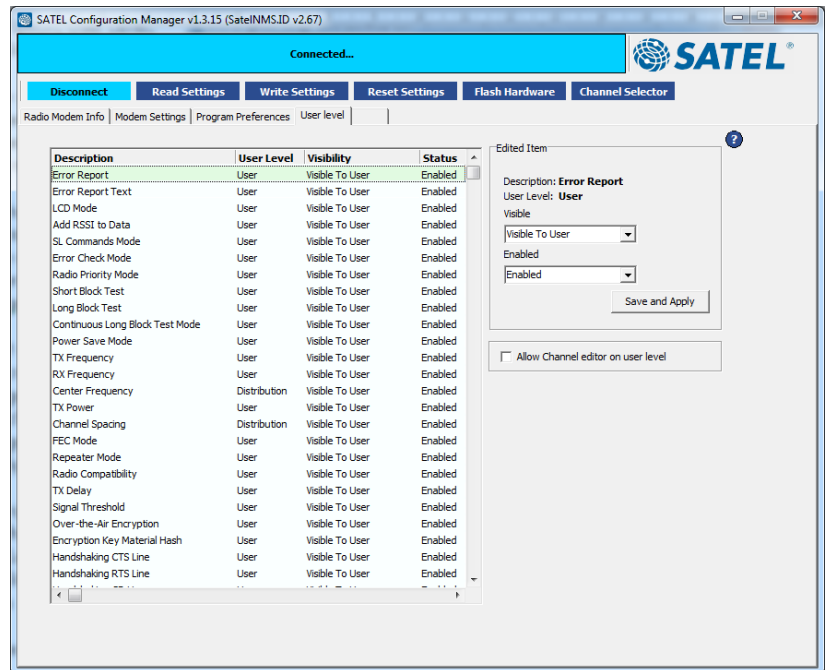 SATEL Configuration Manager v1.3.15 (SatelNMS.ID v2.67)
Connected...
SATEL®
Disconnect Read Settings Write Settings Reset Settings Flash Hardware Channel Selector
Radio Modem Info Modem Settings Program Preferences User level
?
Description User Level Visibility Status
Error Report User Visible To User Enabled
Error Report Text User Visible To User Enabled
LCD Mode User Visible To User Enabled
Add RSSI to Data User Visible To User Enabled
SL Commands Mode User Visible To User Enabled
Error Check Mode User Visible To User Enabled
Radio Priority Mode User Visible To User Enabled
Short Block Test User Visible To User Enabled
Long Block Test User Visible To User Enabled
Continuous Long Block Test Mode User Visible To User Enabled
Power Save Mode User Visible To User Enabled
TX Frequency User Visible To User Enabled
RX Frequency User Visible To User Enabled
Center Frequency Distribution Visible To User Enabled
TX Power User Visible To User Enabled
Channel Spacing Distribution Visible To User Enabled
FEC Mode User Visible To User Enabled
Repeater Mode User Visible To User Enabled
Radio Compatibility User Visible To User Enabled
TX Delay User Visible To User Enabled
Signal Threshold User Visible To User Enabled
Over-the-Air Encryption User Visible To User Enabled
Encryption Key Material Hash User Visible To User Enabled
Handshaking CTS Line User Visible To User Enabled
Handshaking RTS Line User Visible To User Enabled
Edited Item
Description: Error Report
User Level: User
Visible
Visible To User
Enabled
Enabled
Save and Apply
Allow Channel editor on user level